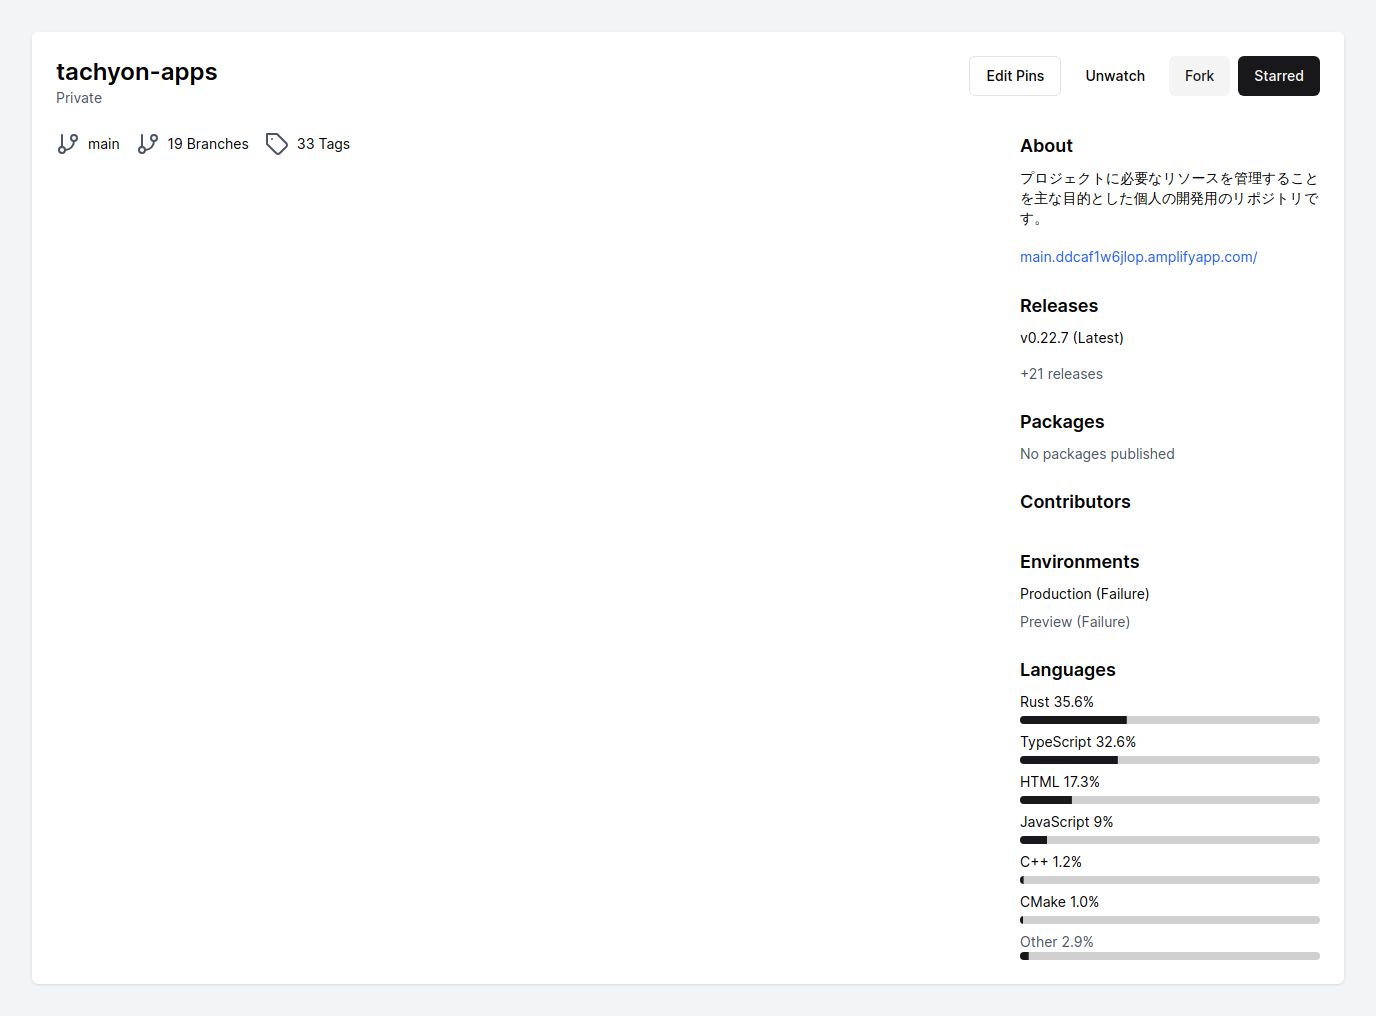 tachyon-apps
Private
Edit Pins
Unwatch
Fork
Starred
main
19 Branches
33 Tags
About
プロジェクトに必要なリソースを管理すること
を主な目的とした個人の開発用のリポジトリで
す。
main.ddcaf1w6jlop.amplifyapp.com/
Releases
v0.22.7 (Latest)
+21 releases
Packages
No packages published
Contributors
Environments
Production (Failure)
Preview (Failure)
Languages
Rust 35.6%
TypeScript 32.6%
HTML 17.3%
JavaScript 9%
C++ 1.2%
CMake 1.0%
Other 2.9%